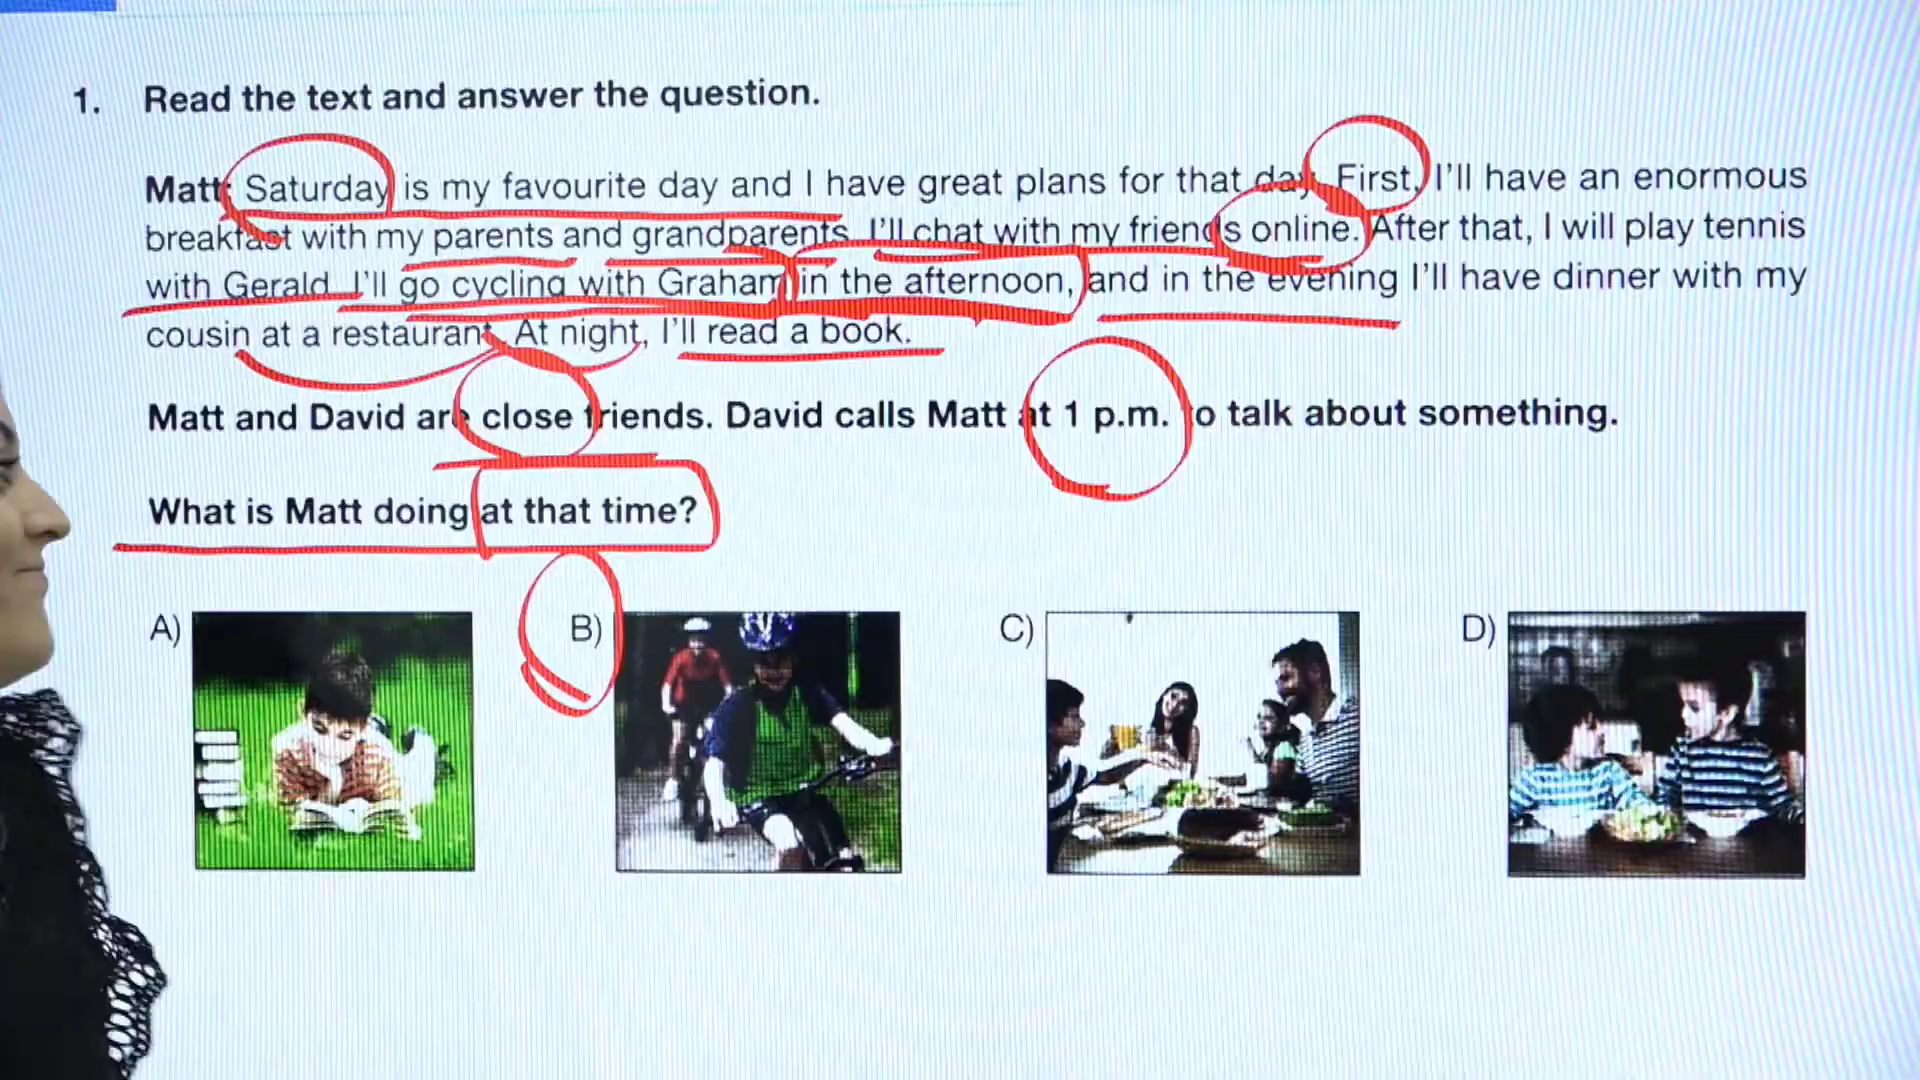 1. Read the text and answer the question.
Matt: Saturday is my favourite day and I have great plans for that day. First, I'll have an enormous
breakfast with my parents and grandparents. I'll chat with my friends online. After that, I will play tennis
with Gerald. I'll go cycling with Graham in the afternoon, and in the evening I'll have dinner with my
cousin at a restaurant. At night, I'll read a book.
Matt and David are close friends. David calls Matt at 1 p.m. to talk about something.
What is Matt doing at that time?
A) B) C) D)